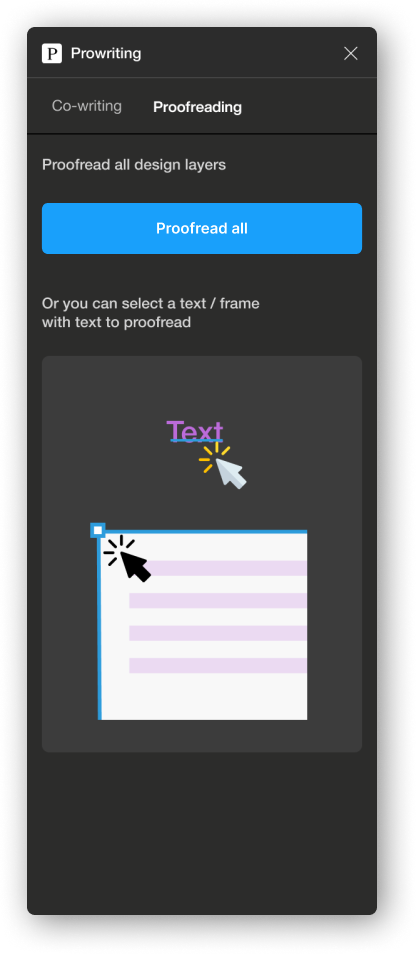 P Prowriting
Co-writing Proofreading
Proofread all design layers
Proofread all
Or you can select a text / frame
with text to proofread
Text